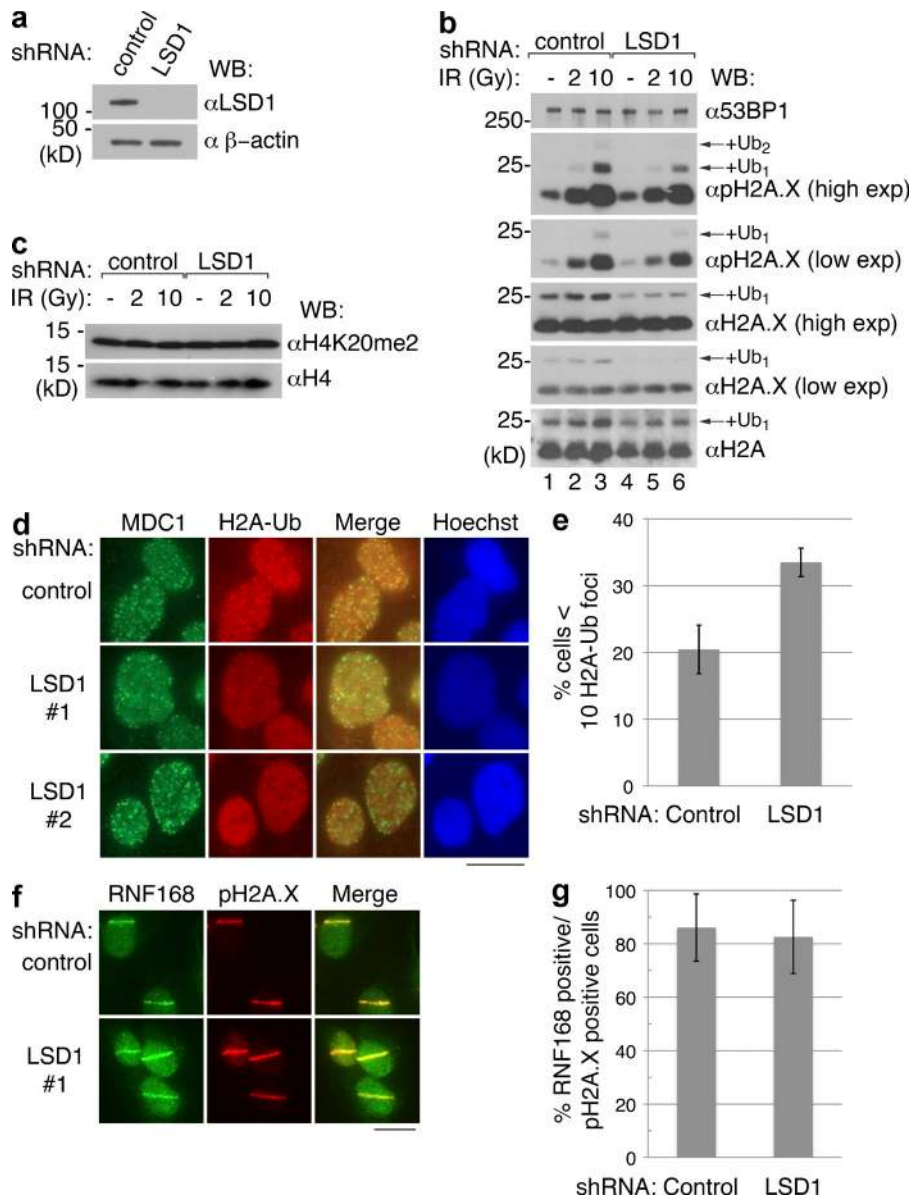 a
shRNA: control LSD1
WB:
100 - αLSD1
50 -
(kD) α β–actin
b
shRNA: control LSD1
IR (Gy): - 2 10 - 2 10 WB:
250 - α53BP1
+Ub2
25- +Ub1
αpH2A.X (high exp)
25- +Ub1
αpH2A.X (low exp)
25- +Ub1
αH2A.X (high exp)
+Ub1
αH2A.X (low exp)
25- +Ub1
(kD) αH2A
1 2 3 4 5 6
c
shRNA: control LSD1
IR (Gy): - 2 10 - 2 10
WB:
15 - αH4K20me2
15 -
(kD) αH4
d
MDC1 H2A-Ub Merge Hoechst
shRNA:
control
LSD1
#1
LSD1
#2
e
% cells <
10 H2A-Ub foci
40
30
20
10
0
shRNA: Control LSD1
f
RNF168 pH2A.X Merge
shRNA:
control
LSD1
#1
g
% RNF168 positive/
pH2A.X positive cells
100
80
60
40
20
0
shRNA: Control LSD1